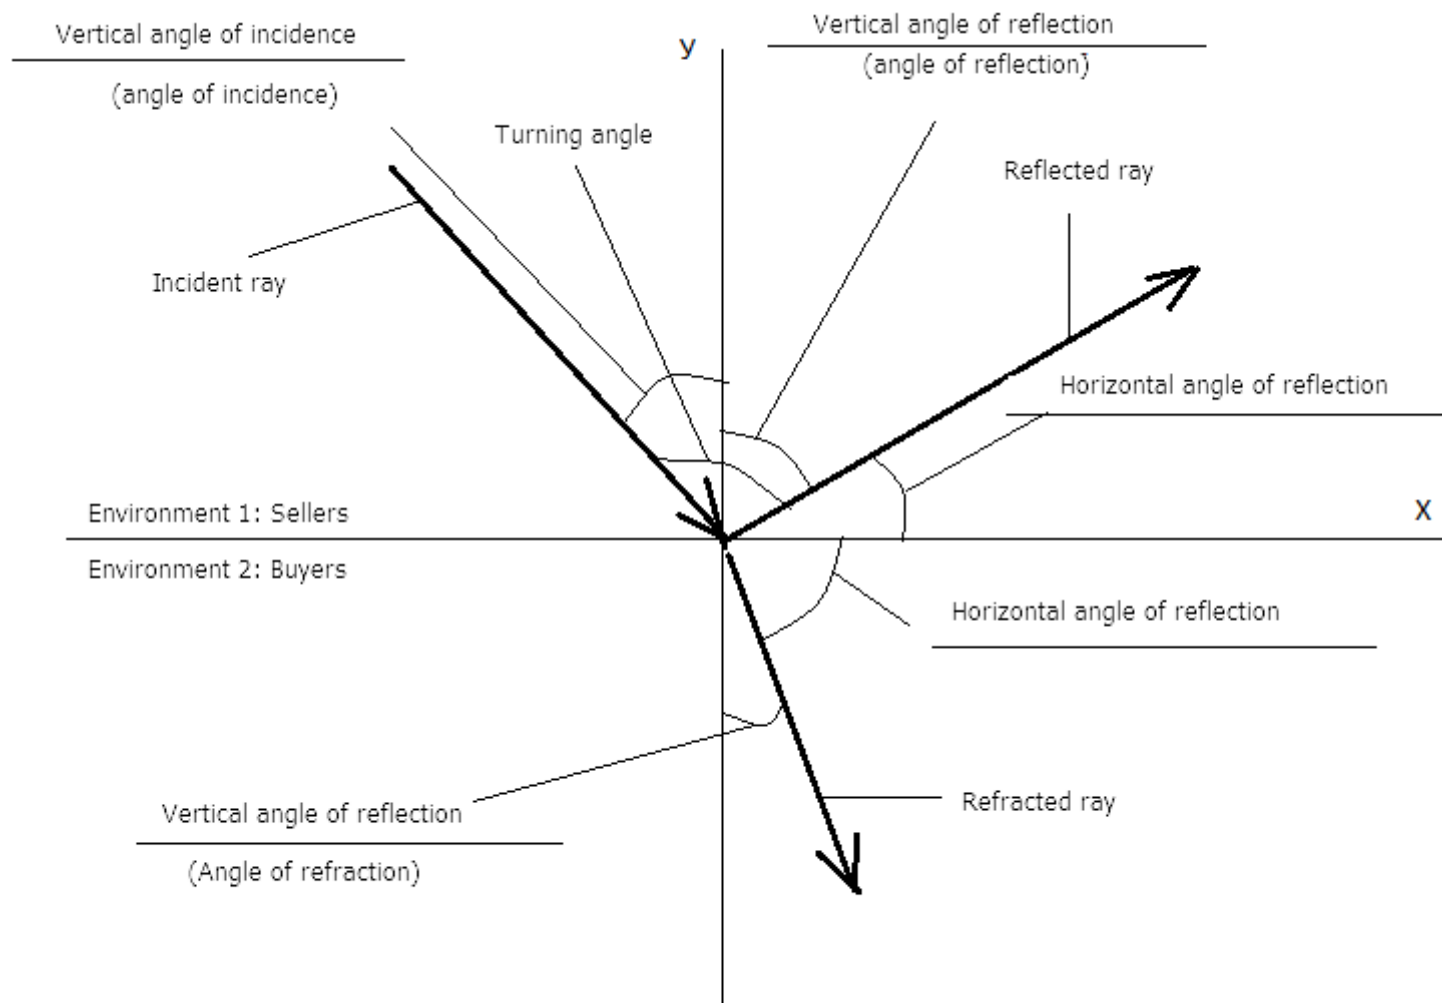 Vertical angle of incidence
(angle of incidence)
y
Vertical angle of reflection
(angle of reflection)
Turning angle
Reflected ray
Incident ray
Horizontal angle of reflection
Environment 1: Sellers
X
Environment 2: Buyers
Horizontal angle of reflection
Vertical angle of reflection
(Angle of refraction)
Refracted ray